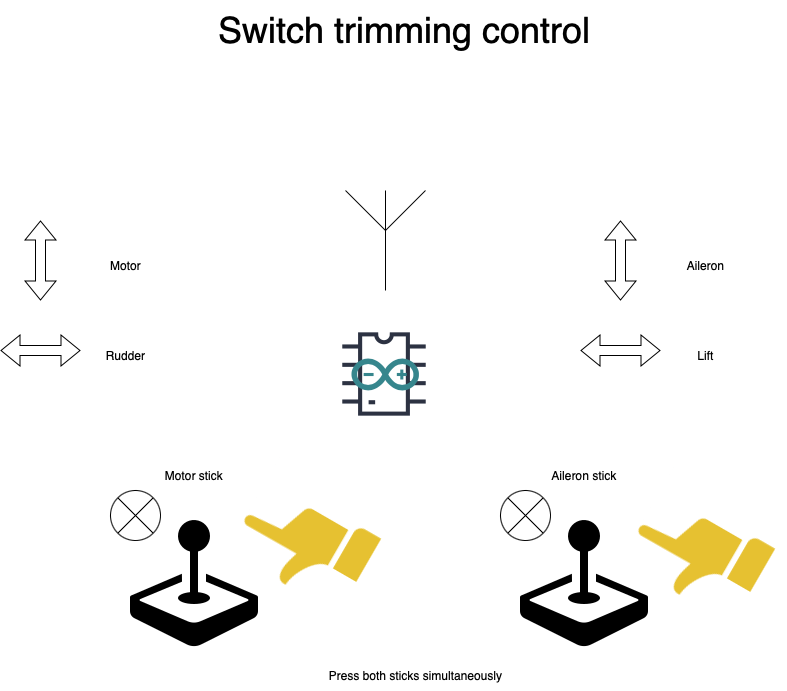 Switch trimming control
Motor
Aileron
Rudder
Lift
Motor stick
Aileron stick
Press both sticks simultaneously